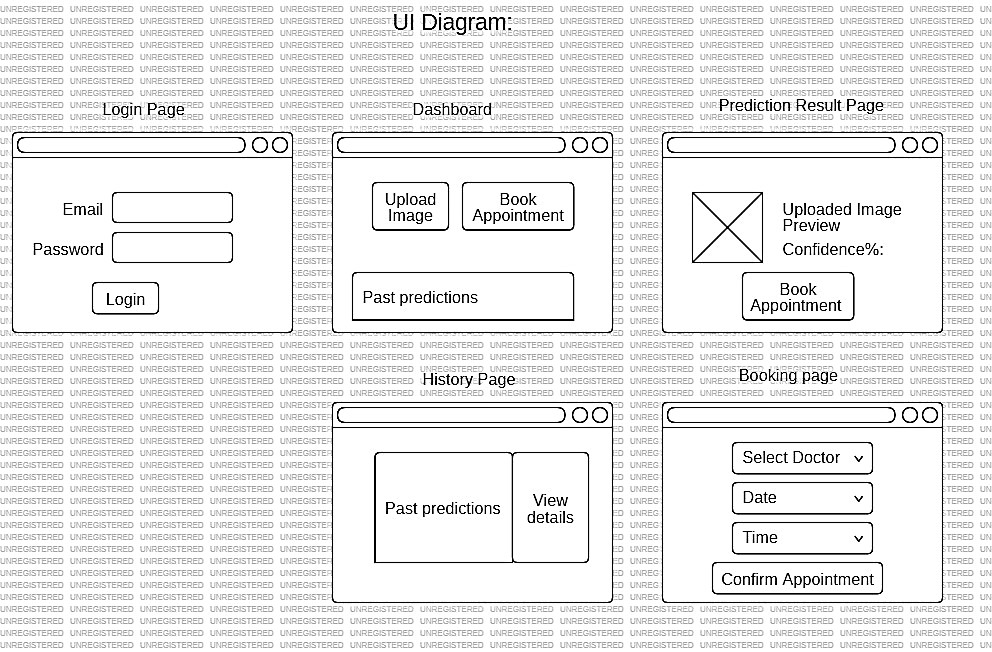 UI Diagram:
Login Page
Email
Password
Login
Dashboard
Upload
Image
Book
Appointment
Past predictions
Prediction Result Page
Uploaded Image
Preview
Confidence%:
Book
Appointment
History Page
Past predictions
View
details
Booking page
Select Doctor
Date
Time
Confirm Appointment
UNREGISTERED